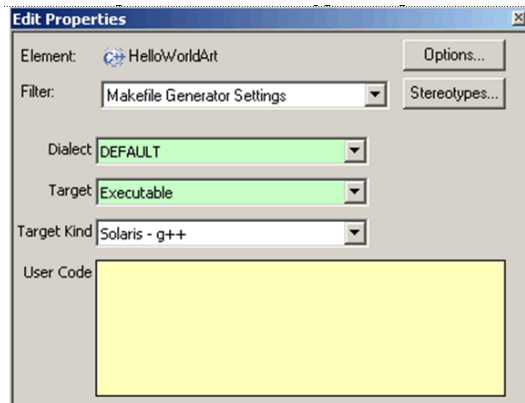 Edit Properties
Element: C++ HelloWorldArt Options...
Filter: Makefile Generator Settings Stereotypes...
Dialect DEFAULT
Target Executable
Target Kind Solaris - g++
User Code